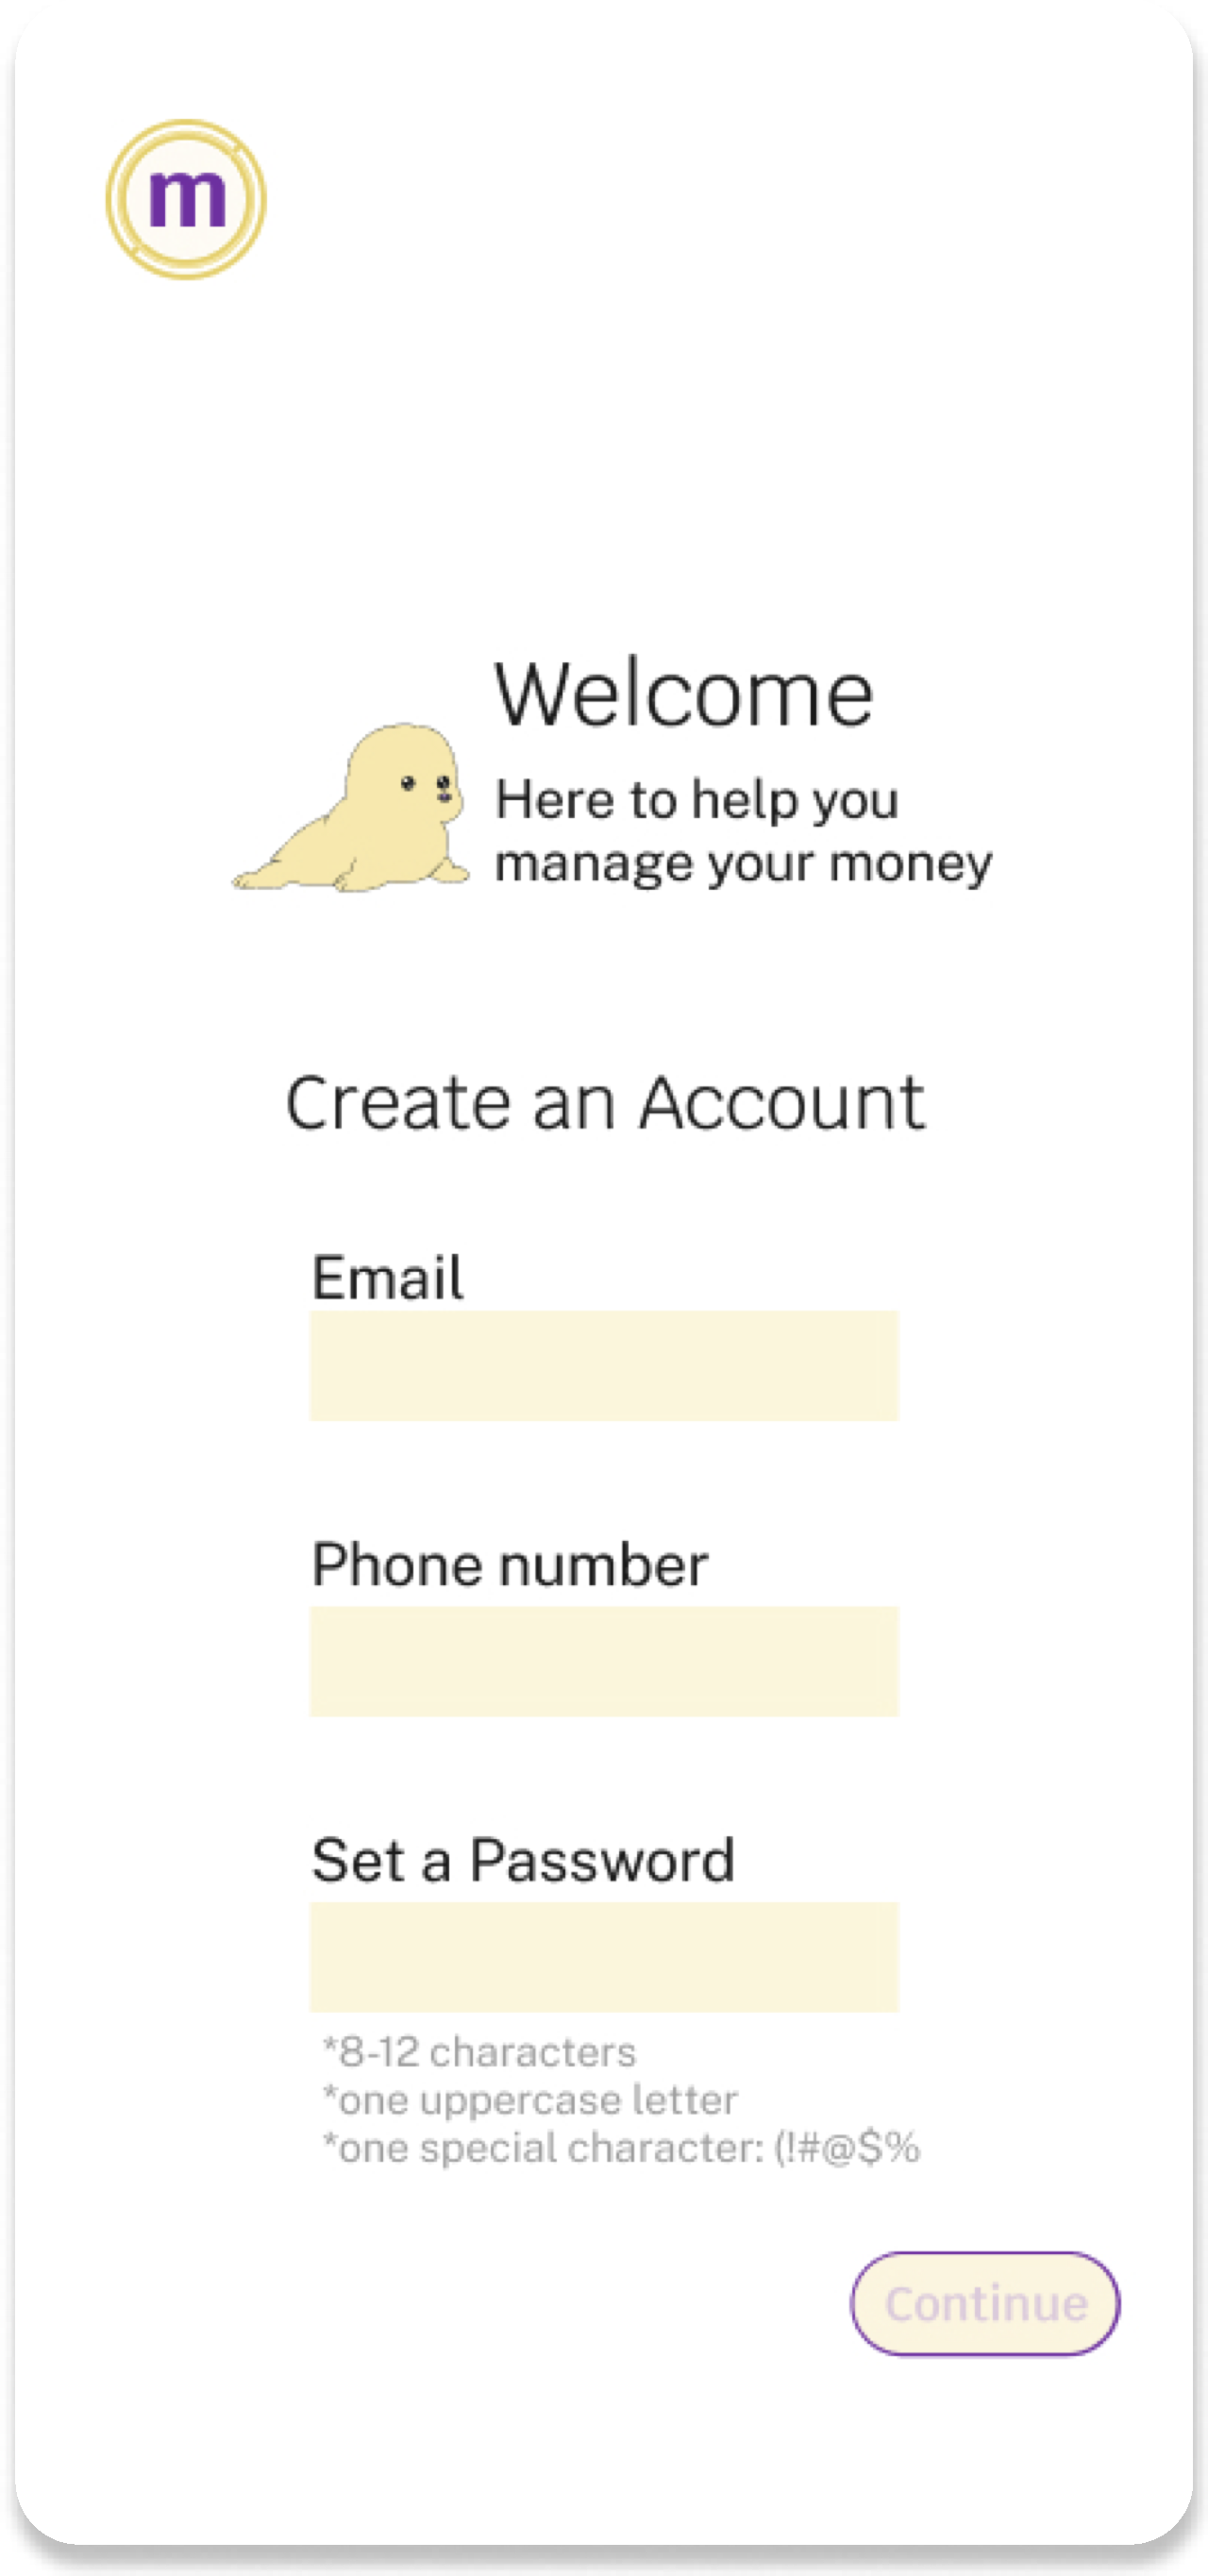 m
Welcome
Here to help you
manage your money
Create an Account
Email
Phone number
Set a Password
*8-12 characters
*one uppercase letter
*one special character: (!#@$%
Continue